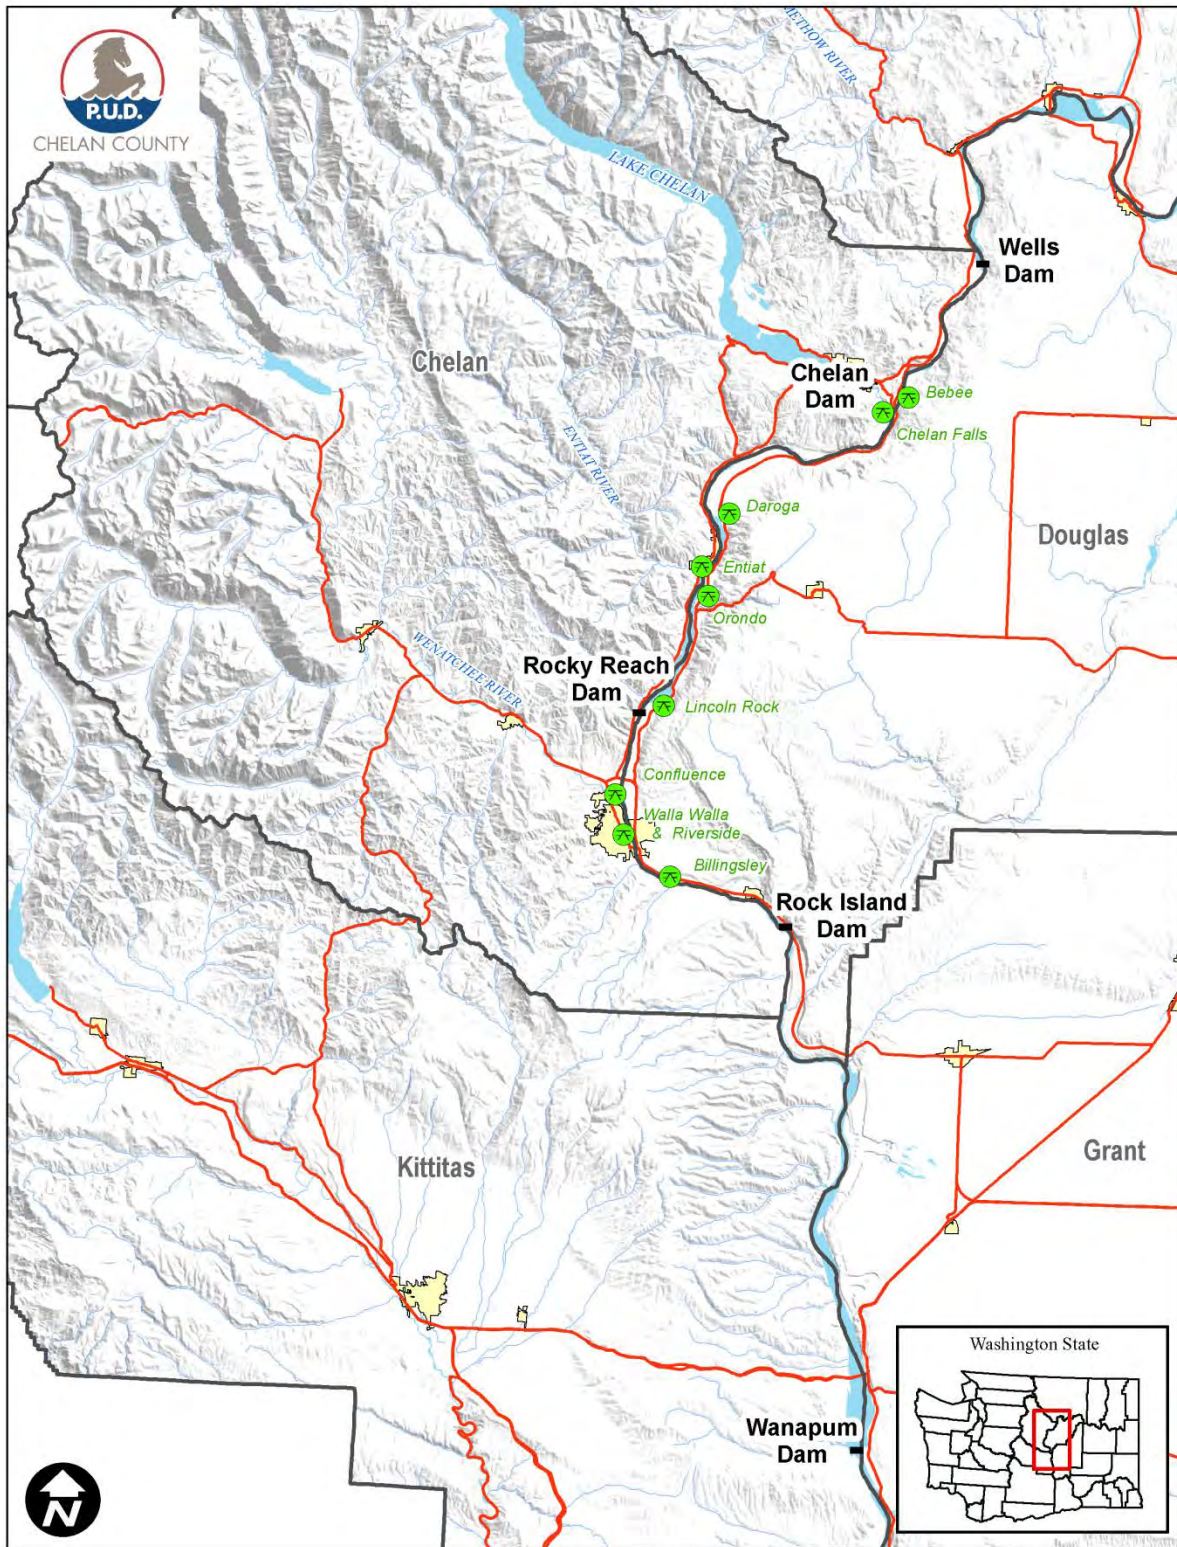 METHOW RIVER
P.U.D.
CHELAN COUNTY
LAKE CHELAN
Wells
Dam
Chelan
Chelan
Dam
Bebee
Chelan Falls
ENTIAT RIVER
Daroga
Douglas
Entiat
Orondo
WENATCHEE RIVER
Rocky Reach
Dam
Lincoln Rock
Confluence
Walla Walla
& Riverside
Billingsley
Rock Island
Dam
Kittitas
Grant
Washington State
Wanapum
Dam
N